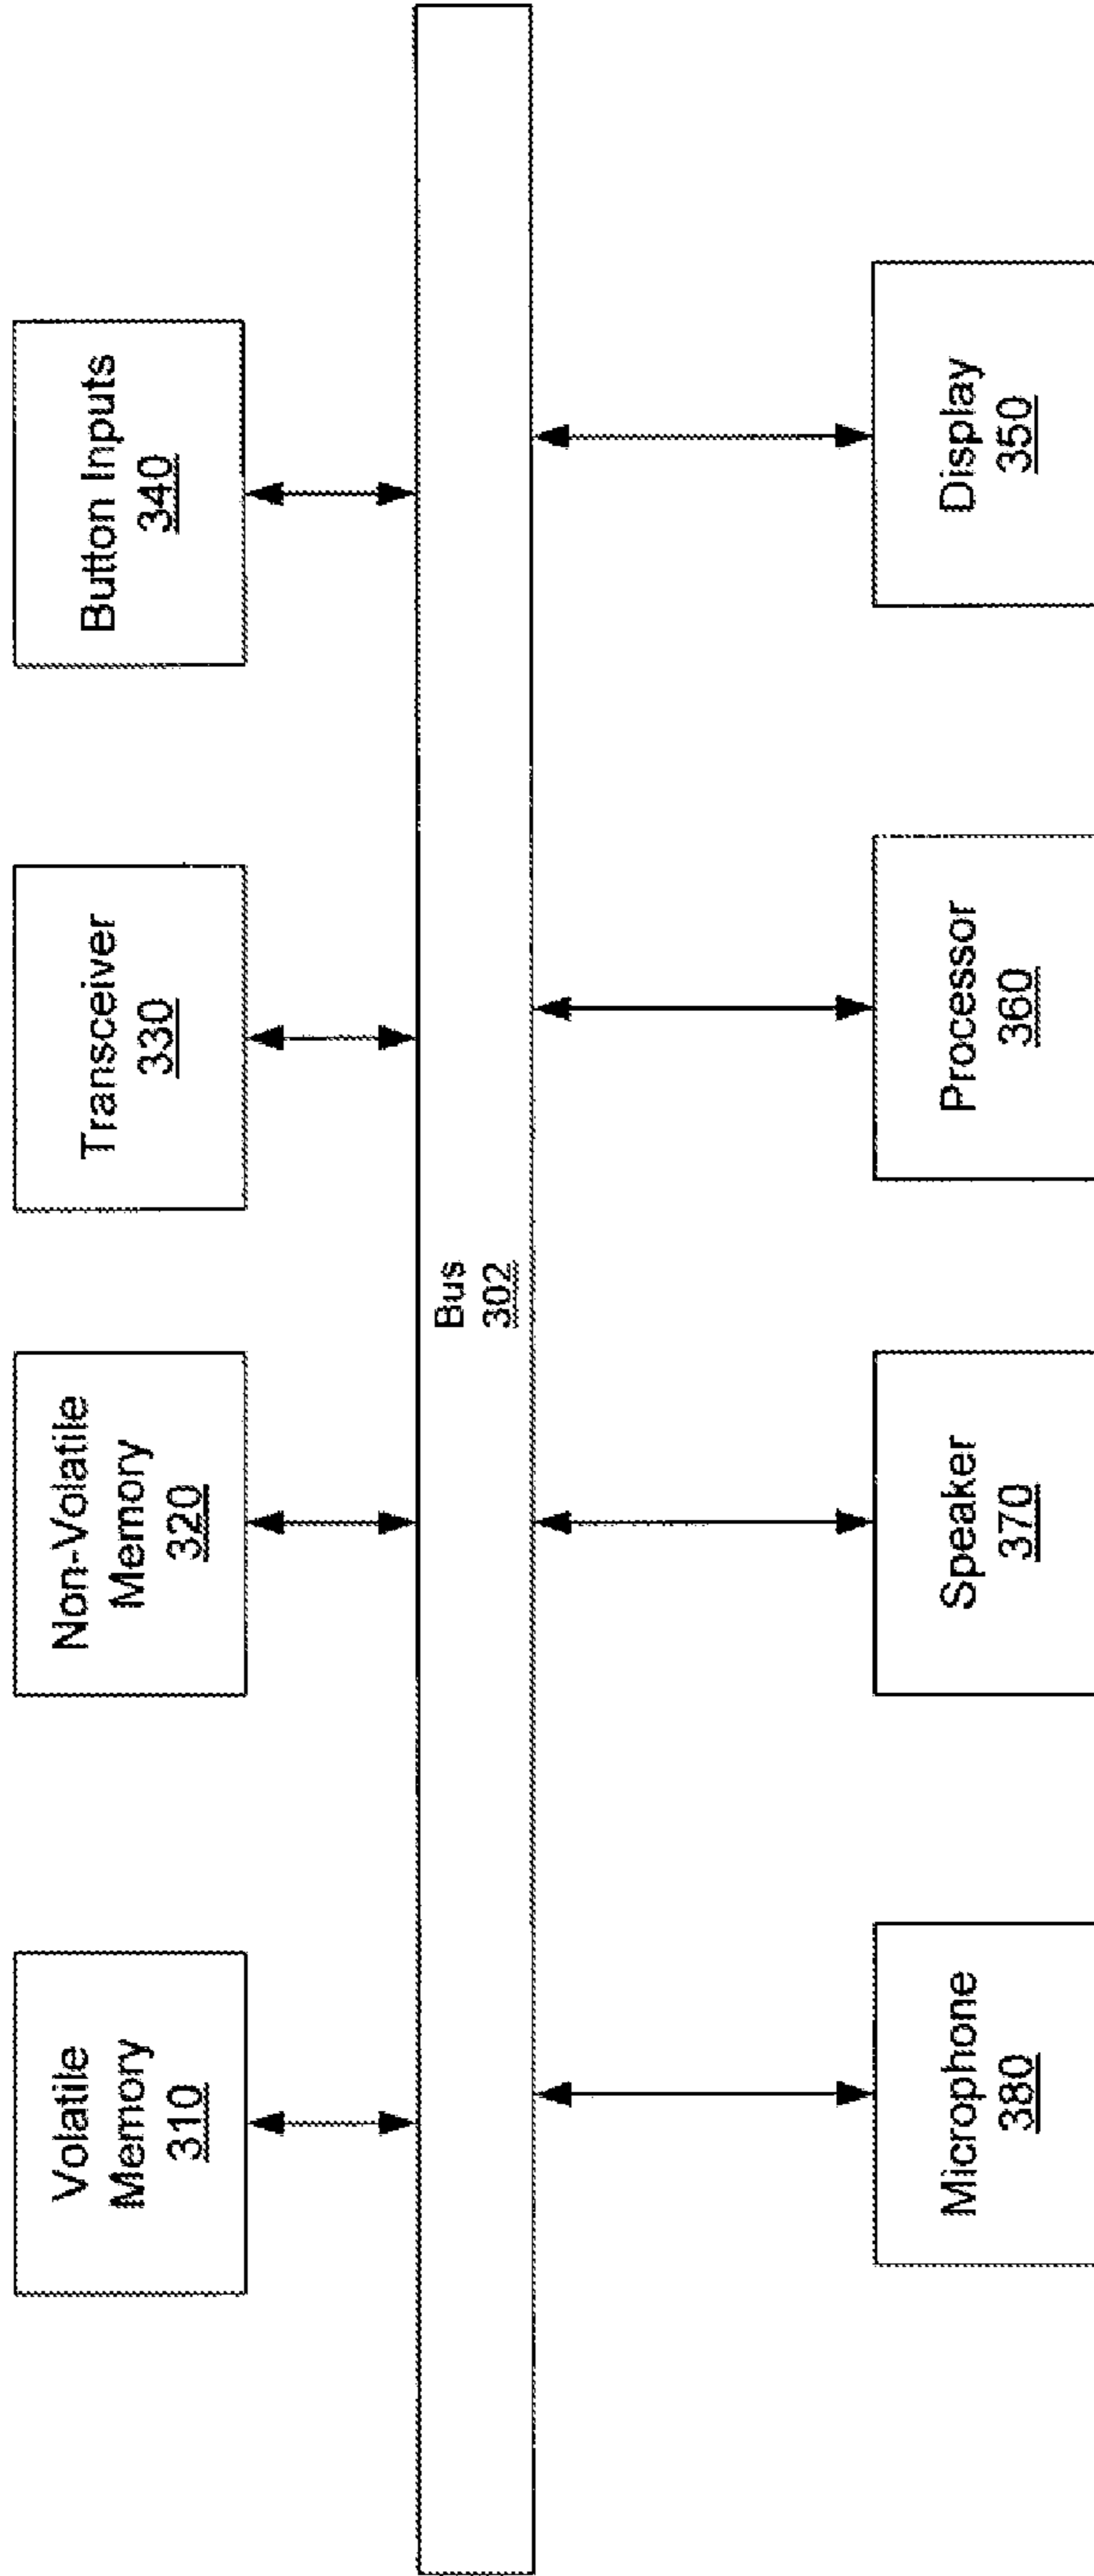 Volatile
Memory
310
Non-Volatile
Memory
320
Transceiver
330
Button Inputs
340
Bus
302
Microphone
380
Speaker
370
Processor
360
Display
350